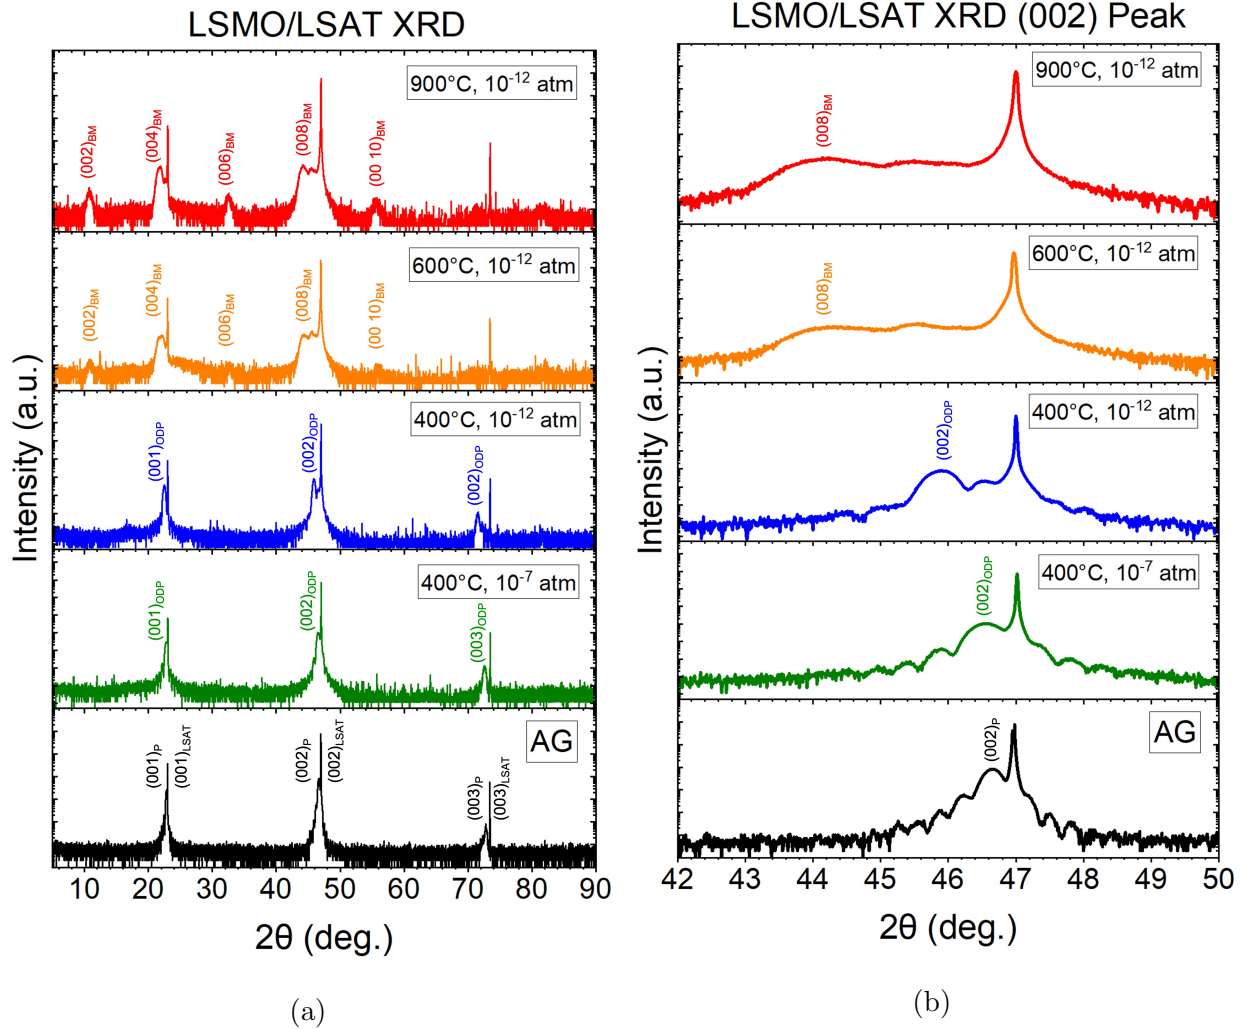 LSMO/LSAT XRD
900°C, 10-12 atm
(002)BM
(004)BM
(006)BM
(008)BM
(00 10)BM
600°C, 10-12 atm
(002)BM
(004)BM
(006)BM
(008)BM
(00 10)BM
400°C, 10-12 atm
(001)ODP
(002)ODP
(002)ODP
400°C, 10-7 atm
(001)ODP
(002)ODP
(003)ODP
AG
(001)P
(001)LSAT
(002)P
(002)LSAT
(003)P
(003)LSAT
Intensity (a.u.)
10 20 30 40 50 60 70 80 90
2θ (deg.)
(a)
LSMO/LSAT XRD (002) Peak
900°C, 10-12 atm
(008)BM
600°C, 10-12 atm
(008)BM
400°C, 10-12 atm
(002)ODP
400°C, 10-7 atm
(002)ODP
AG
(002)P
Intensity (a.u.)
42 43 44 45 46 47 48 49 50
2θ (deg.)
(b)